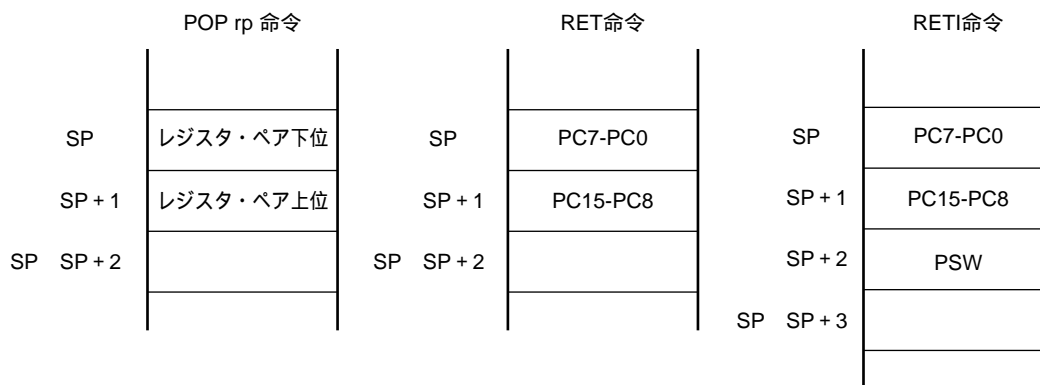 POP rp 命令
SP レジスタ・ペア下位
SP + 1 レジスタ・ペア上位
SP SP + 2
RET命令
SP PC7-PC0
SP + 1 PC15-PC8
SP SP + 2
RETI命令
SP PC7-PC0
SP + 1 PC15-PC8
SP + 2 PSW
SP SP + 3